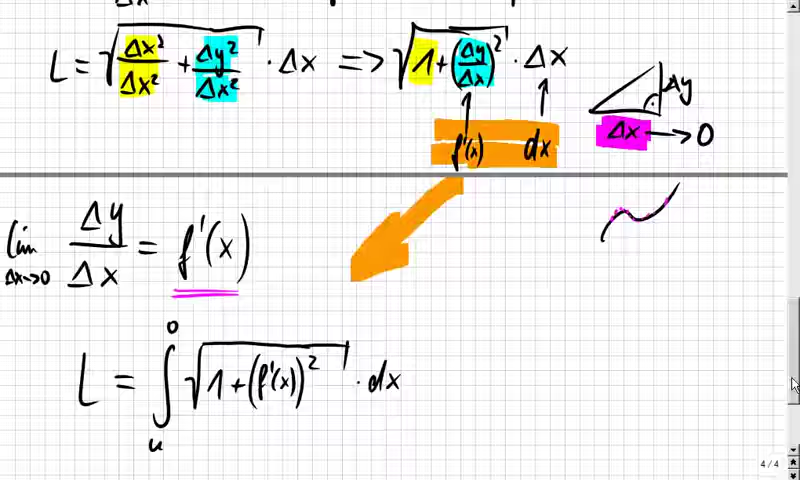 L = √(Δx²/Δx² + Δy²/Δx²) · Δx => √(1 + (Δy/Δx)²) · Δx
Δy
Δx → 0
f'(x) dx
lim Δx→0 Δy/Δx = f'(x)
L = ∫ᵤ⁰ √(1 + (f'(x))²) · dx
4 / 4